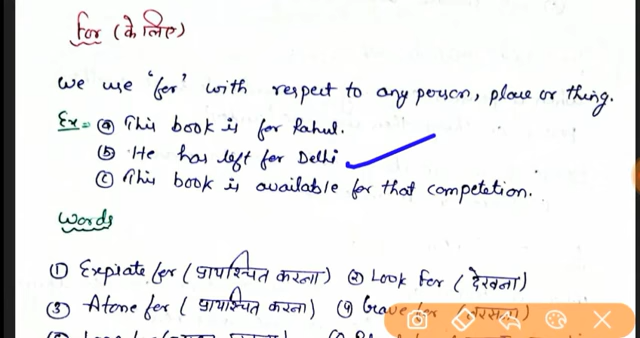 For (के लिए)
We use 'for' with respect to any person, place or thing.
Ex= ⓐ This book is for Rahul.
ⓑ He has left for Delhi
ⓒ This book is available for that competetion.
Words
① Expiate for (प्रायश्चित करना) ② Look For (देखना)
③ Atone for (प्रायश्चित करना) (4) for